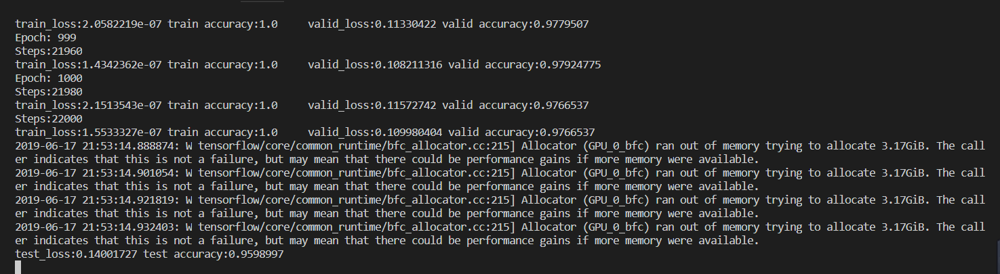 train_loss:2.0582219e-07 train accuracy:1.0     valid_loss:0.11330422 valid accuracy:0.9779507
Epoch: 999
Steps:21960
train_loss:1.4342362e-07 train accuracy:1.0     valid_loss:0.108211316 valid accuracy:0.97924775
Epoch: 1000
Steps:21980
train_loss:2.1513543e-07 train accuracy:1.0     valid_loss:0.11572742 valid accuracy:0.9766537
Steps:22000
train_loss:1.5533327e-07 train accuracy:1.0     valid_loss:0.109980404 valid accuracy:0.9766537
2019-06-17 21:53:14.888874: W tensorflow/core/common_runtime/bfc_allocator.cc:215] Allocator (GPU_0_bfc) ran out of memory trying to allocate 3.17GiB. The call
er indicates that this is not a failure, but may mean that there could be performance gains if more memory were available.
2019-06-17 21:53:14.901054: W tensorflow/core/common_runtime/bfc_allocator.cc:215] Allocator (GPU_0_bfc) ran out of memory trying to allocate 3.17GiB. The call
er indicates that this is not a failure, but may mean that there could be performance gains if more memory were available.
2019-06-17 21:53:14.921819: W tensorflow/core/common_runtime/bfc_allocator.cc:215] Allocator (GPU_0_bfc) ran out of memory trying to allocate 3.17GiB. The call
er indicates that this is not a failure, but may mean that there could be performance gains if more memory were available.
2019-06-17 21:53:14.932403: W tensorflow/core/common_runtime/bfc_allocator.cc:215] Allocator (GPU_0_bfc) ran out of memory trying to allocate 3.17GiB. The call
er indicates that this is not a failure, but may mean that there could be performance gains if more memory were available.
test_loss:0.14001727 test accuracy:0.9598997